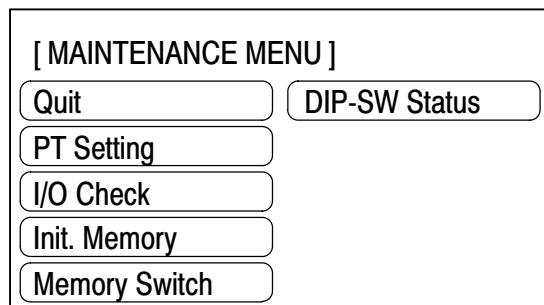 [ MAINTENANCE MENU ]
Quit DIP-SW Status
PT Setting
I/O Check
Init. Memory
Memory Switch